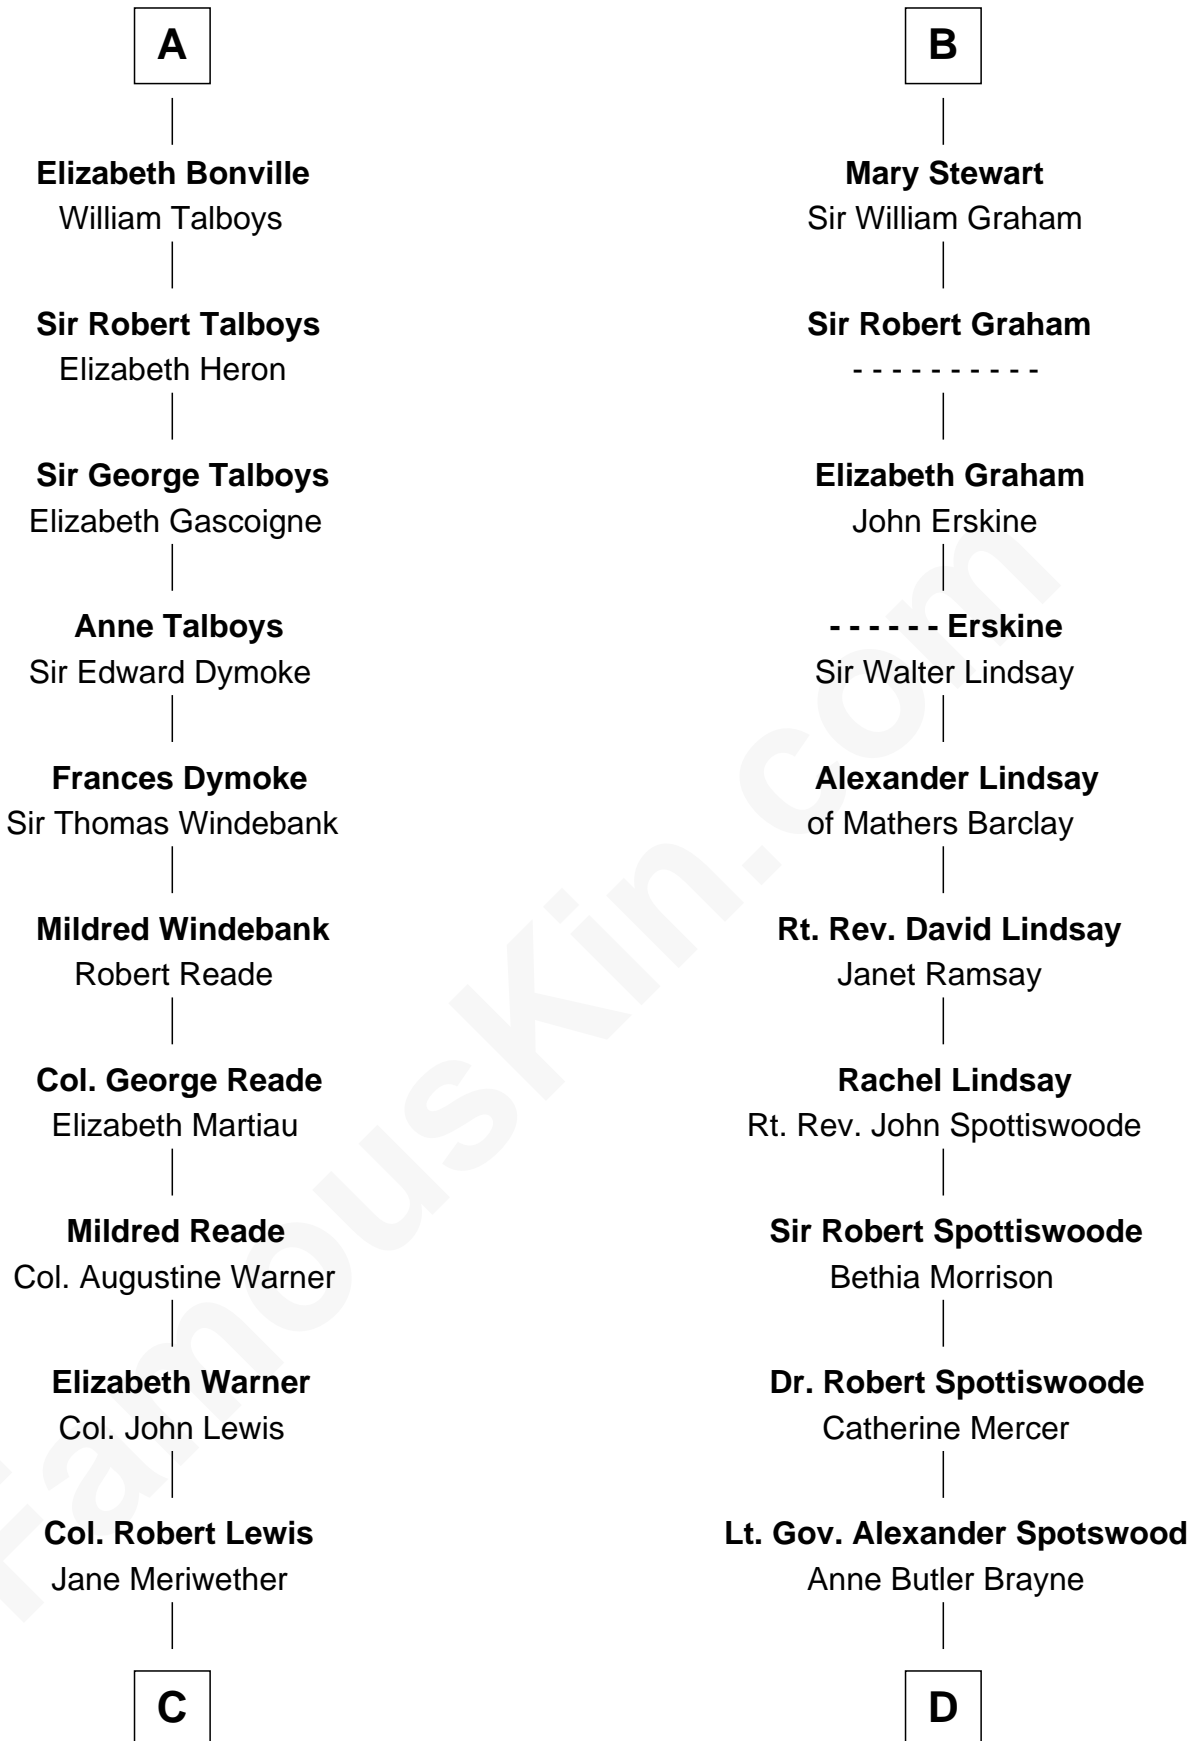 A
Elizabeth Bonville
William Talboys
Sir Robert Talboys
Elizabeth Heron
Sir George Talboys
Elizabeth Gascoigne
Anne Talboys
Sir Edward Dymoke
Frances Dymoke
Sir Thomas Windebank
Mildred Windebank
Robert Reade
Col. George Reade
Elizabeth Martiau
Mildred Reade
Col. Augustine Warner
Elizabeth Warner
Col. John Lewis
Col. Robert Lewis
Jane Meriwether
C
B
Mary Stewart
Sir William Graham
Sir Robert Graham
- - - - - - - - - -
Elizabeth Graham
John Erskine
- - - - - - Erskine
Sir Walter Lindsay
Alexander Lindsay
of Mathers Barclay
Rt. Rev. David Lindsay
Janet Ramsay
Rachel Lindsay
Rt. Rev. John Spottiswoode
Sir Robert Spottiswoode
Bethia Morrison
Dr. Robert Spottiswoode
Catherine Mercer
Lt. Gov. Alexander Spotswood
Anne Butler Brayne
D
FamousKin.com